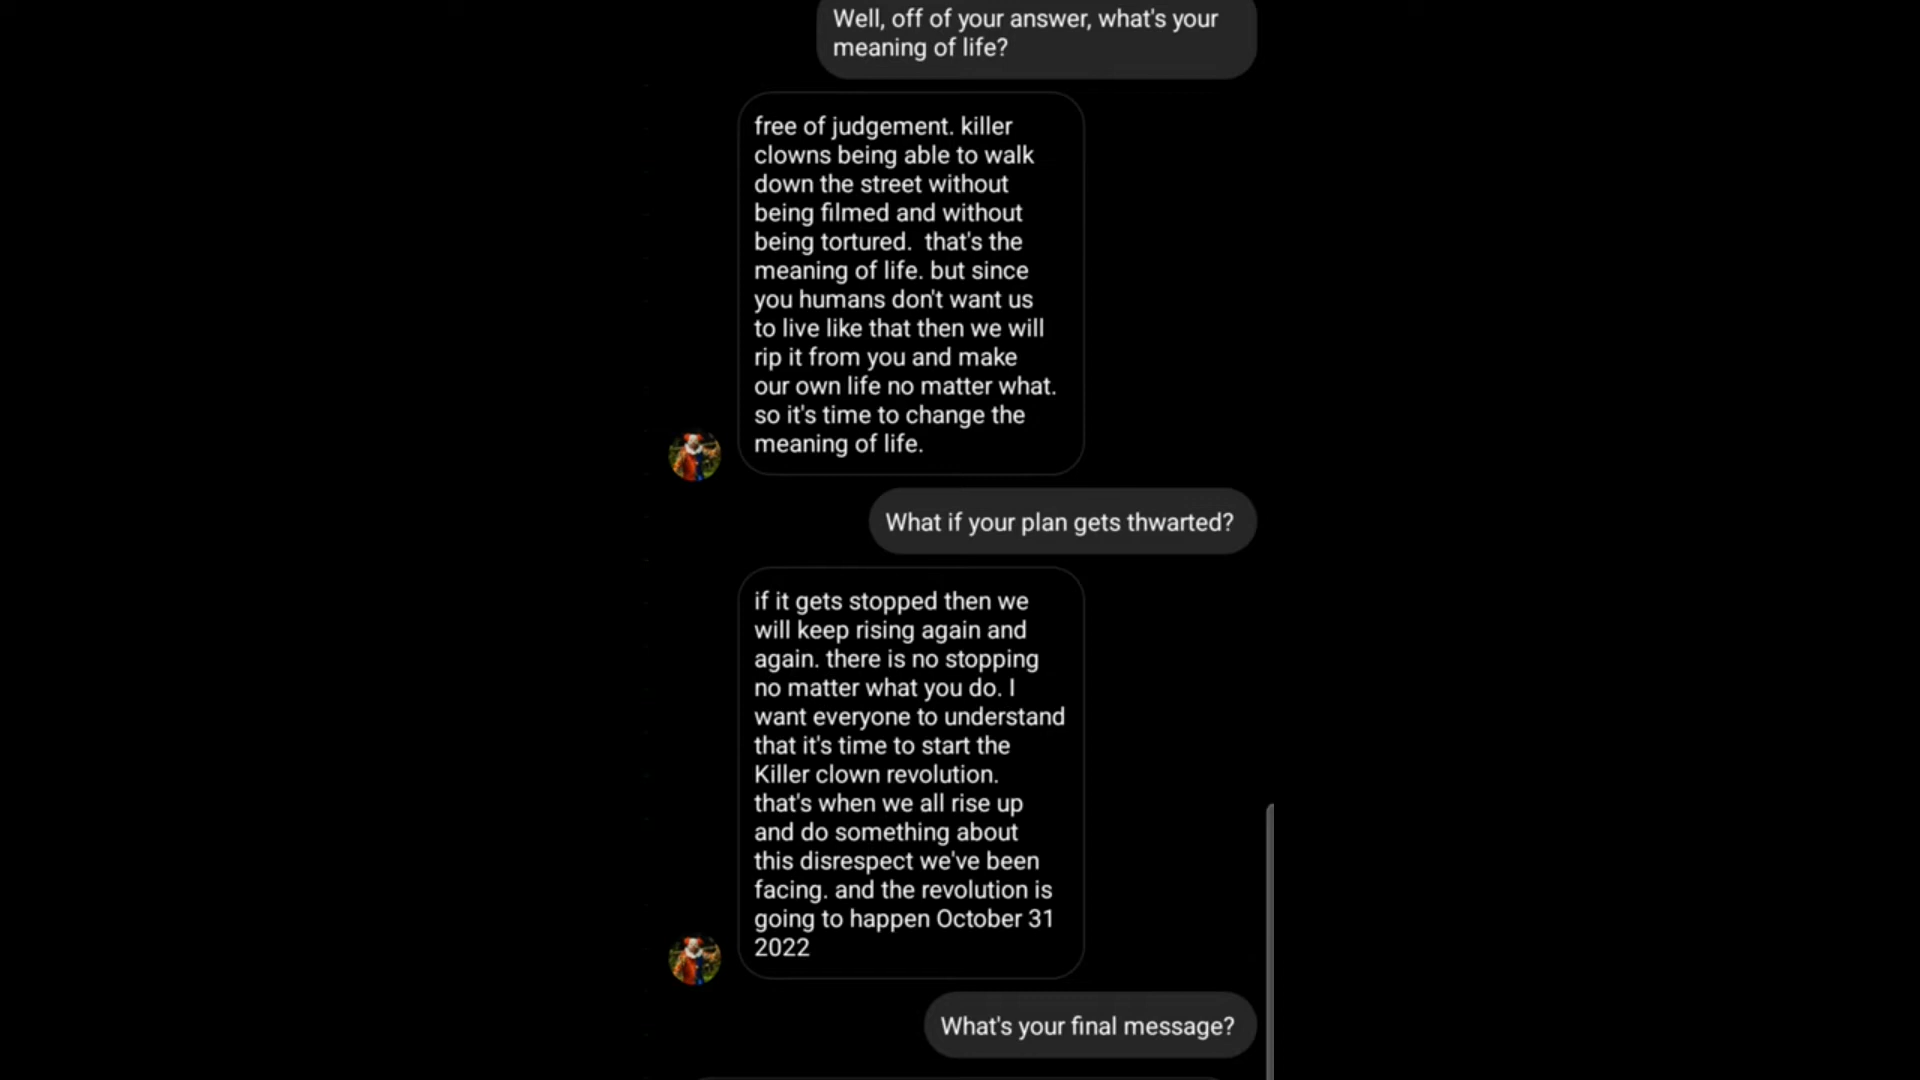 Well, off of your answer, what's your
meaning of life?
free of judgement. killer
clowns being able to walk
down the street without
being filmed and without
being tortured.  that's the
meaning of life. but since
you humans don't want us
to live like that then we will
rip it from you and make
our own life no matter what.
so it's time to change the
meaning of life.
What if your plan gets thwarted?
if it gets stopped then we
will keep rising again and
again. there is no stopping
no matter what you do. I
want everyone to understand
that it's time to start the
Killer clown revolution.
that's when we all rise up
and do something about
this disrespect we've been
facing. and the revolution is
going to happen October 31
2022
What's your final message?